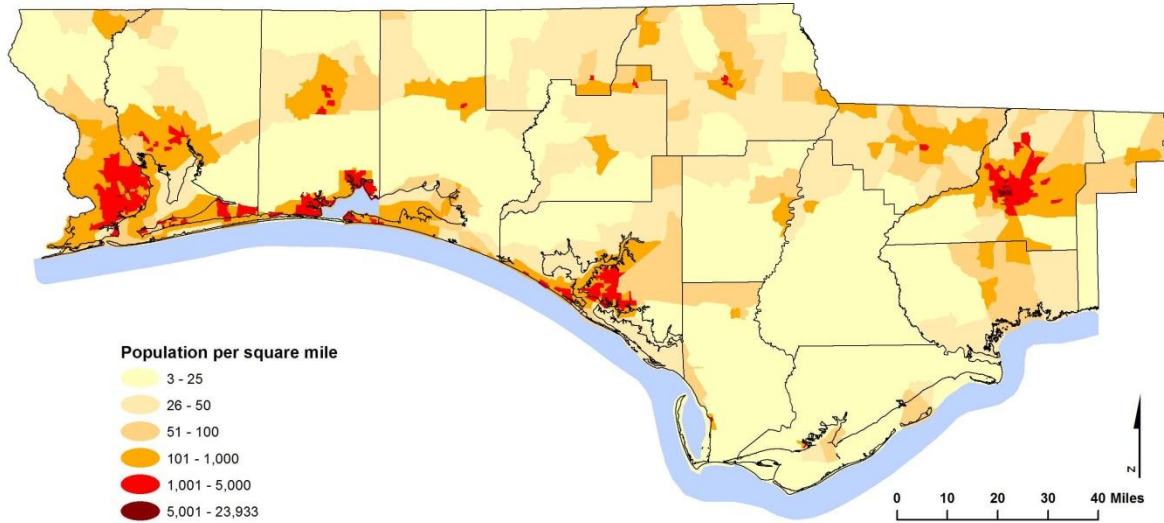 Population per square mile
3 - 25
26 - 50
51 - 100
101 - 1,000
1,001 - 5,000
5,001 - 23,933
N
0 10 20 30 40 Miles